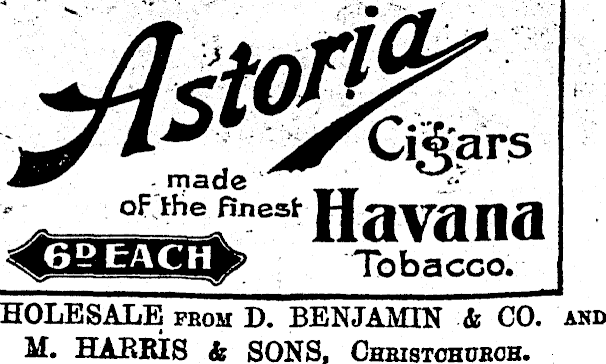 Astoria
Cigars
made
of the finest
Havana
6D EACH
Tobacco.
HOLESALE FROM D. BENJAMIN & CO. AND
M. HARRIS & SONS, CHRISTCHURCH.